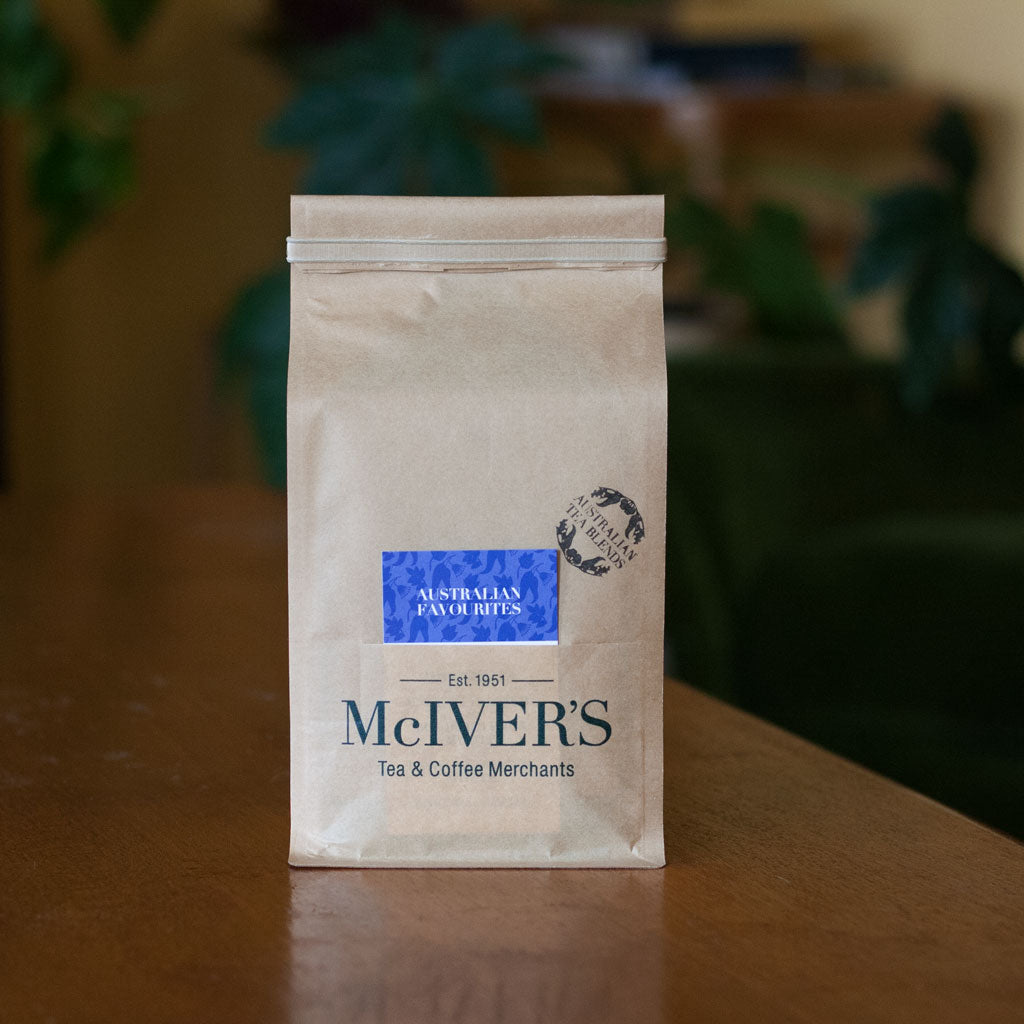 AUSTRALIAN
TEA BLENDS
AUSTRALIAN
FAVOURITES
Est. 1951
McIVER'S
Tea & Coffee Merchants